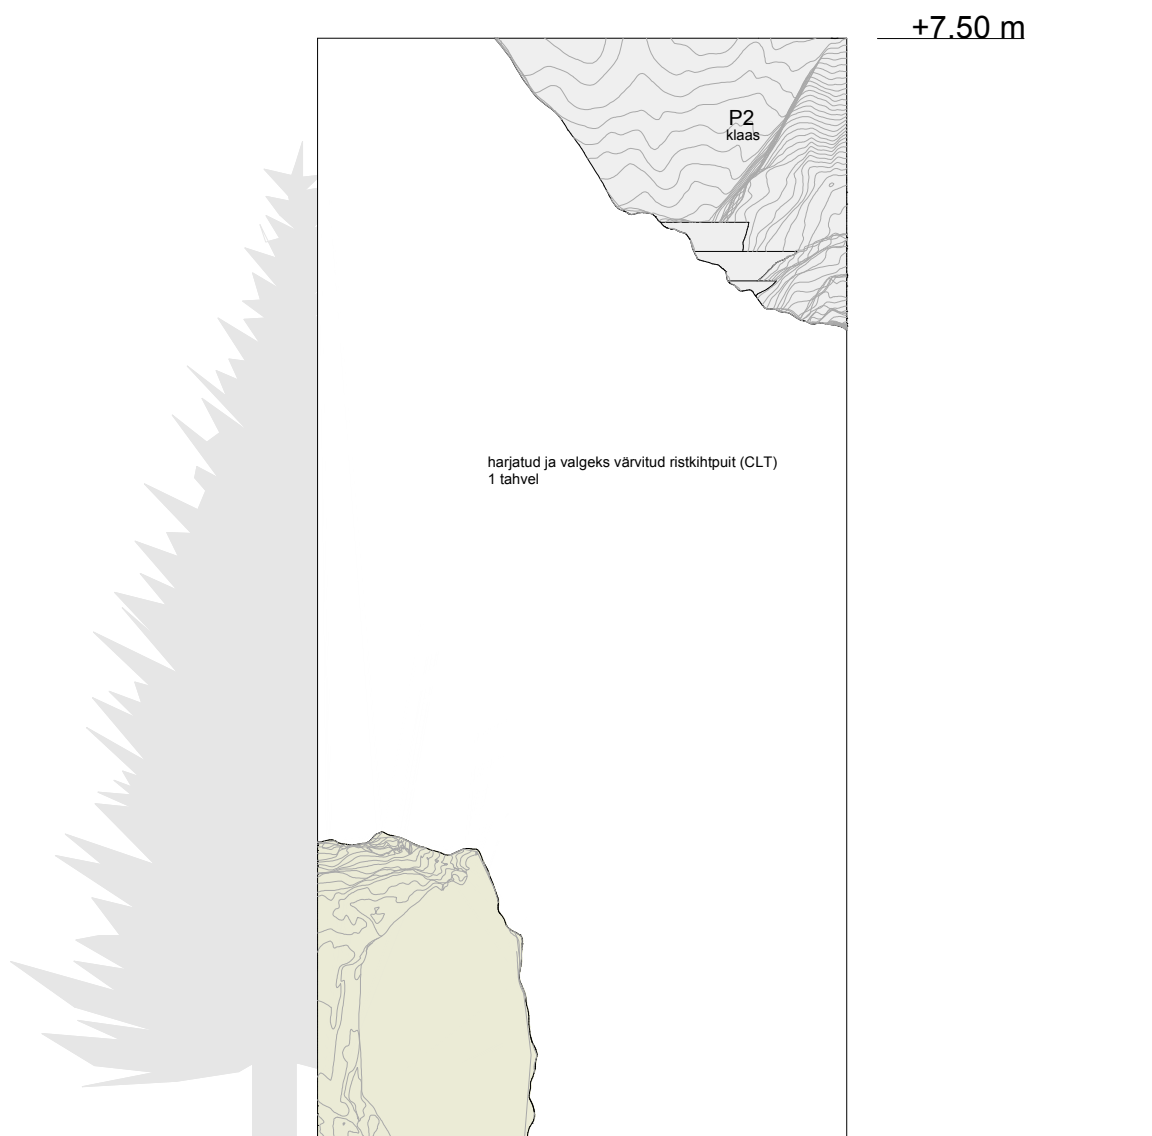 +7.50 m
P2
klaas
harjatud ja valgeks värvitud ristkihtpuit (CLT)
1 tahvel